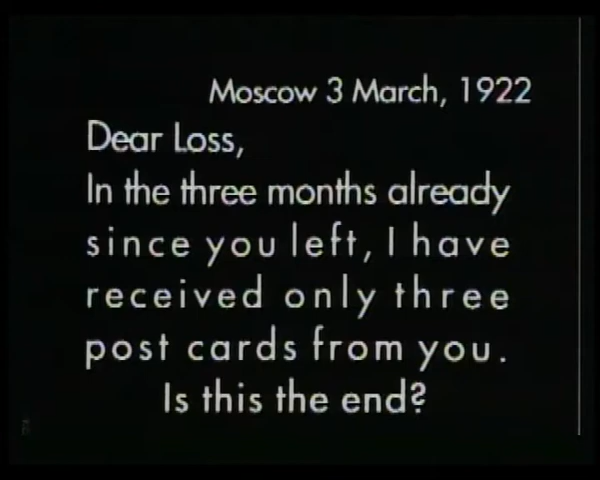 Moscow 3 March, 1922
Dear Loss,
In the three months already
since you left, I have
received only three
post cards from you.
Is this the end?